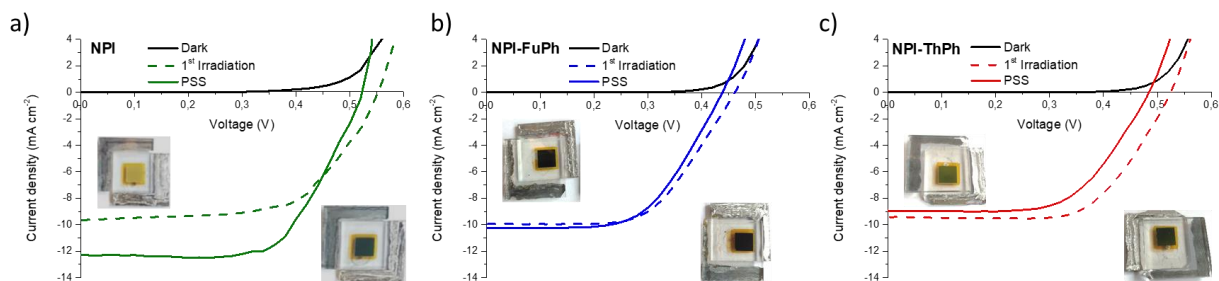 a)
NPI
Dark
1st Irradiation
PSS
4
2
0
-2
-4
-6
-8
-10
-12
-14
0,0
0,1
0,2
0,3
0,4
0,5
0,6
Voltage (V)
Current density (mA cm-2)
b)
NPI-FuPh
Dark
1st Irradiation
PSS
4
2
0
-2
-4
-6
-8
-10
-12
-14
0,0
0,1
0,2
0,3
0,4
0,5
0,6
Voltage (V)
Current density (mA cm-2)
c)
NPI-ThPh
Dark
1st Irradiation
PSS
4
2
0
-2
-4
-6
-8
-10
-12
-14
0,0
0,1
0,2
0,3
0,4
0,5
0,6
Voltage (V)
Current density (mA cm-2)